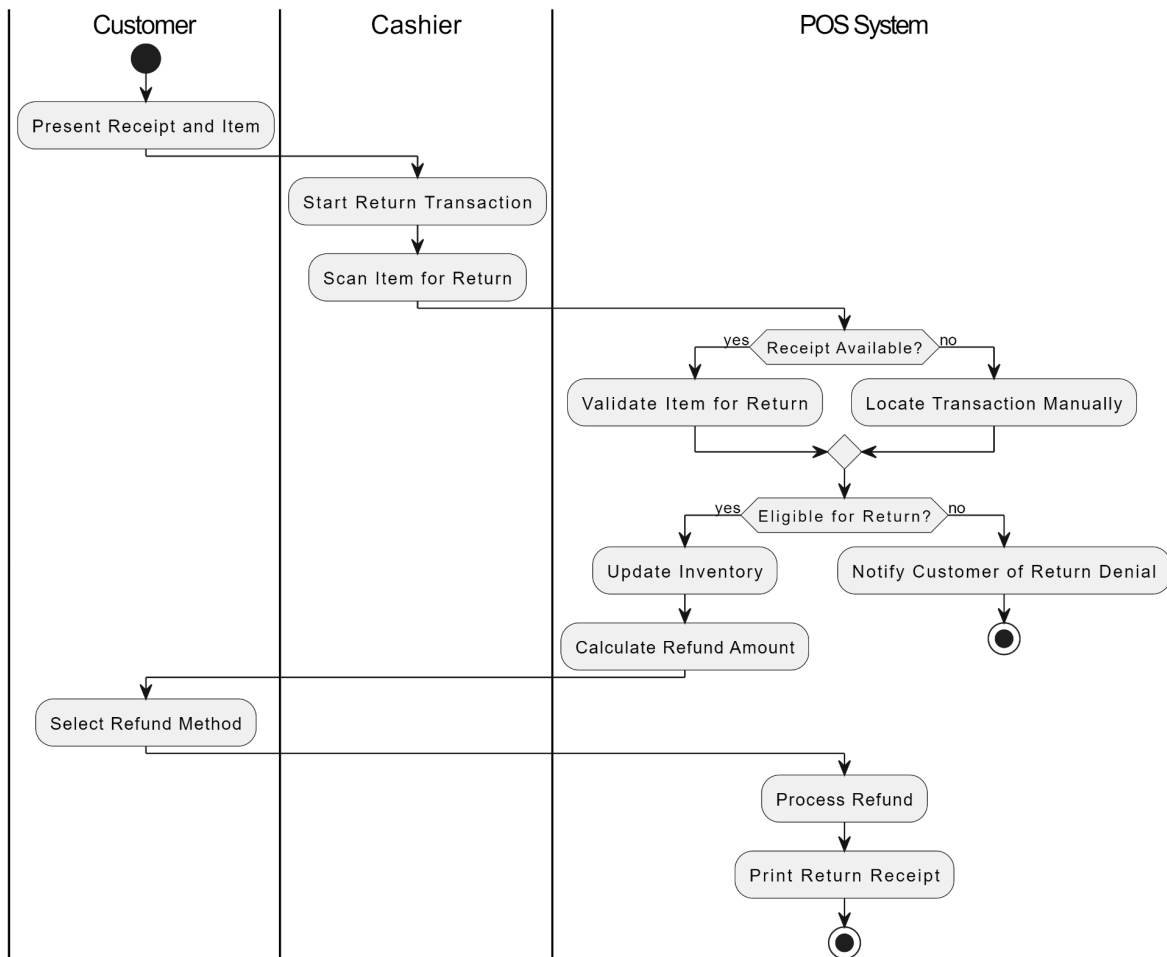 Customer
Cashier
POS System
Present Receipt and Item
Start Return Transaction
Scan Item for Return
yes
Receipt Available?
no
Validate Item for Return
Locate Transaction Manually
yes
Eligible for Return?
no
Update Inventory
Notify Customer of Return Denial
Calculate Refund Amount
Select Refund Method
Process Refund
Print Return Receipt